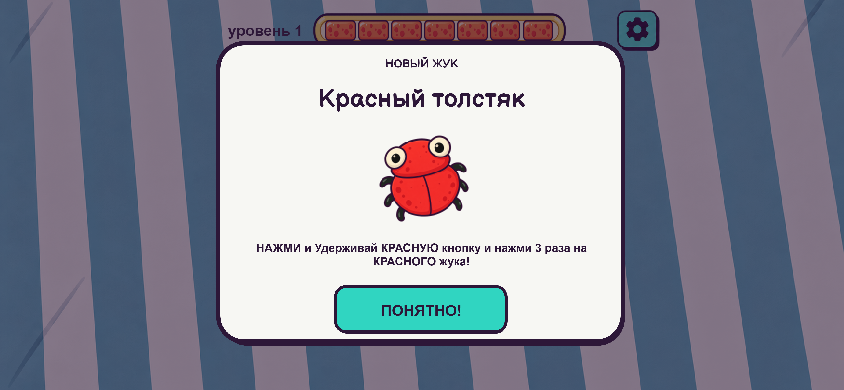 уровень 1
НОВЫЙ ЖУК
Красный толстяк
НАЖМИ и Удерживай КРАСНУЮ кнопку и нажми 3 раза на
КРАСНОГО жука!
ПОНЯТНО!